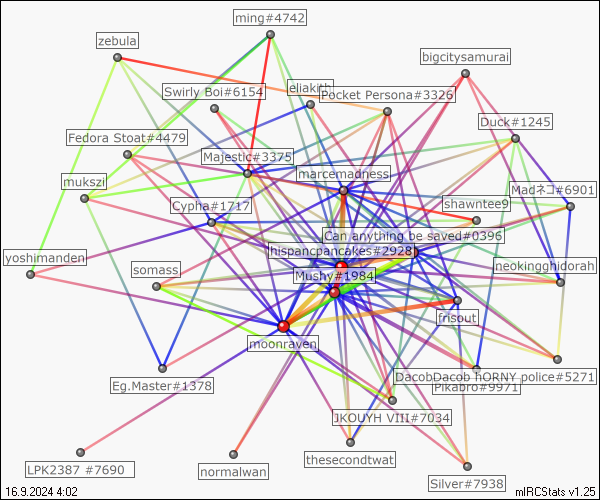 ming#4742
zebula
bigcitysamurai
eliakith
Swirly Boi#6154
Pocket Persona#3326
Duck#1245
Fedora Stoat#4479
Majestic#3375
marcemadness
mukszi
Madネコ#6901
Shawntee9
Cypha#1717
Can anything be saved#0396
hispancpancakes#2928
yoshimanden
somass
Mushy#1984
neokingghidorah
frisout
moonraven
DacobDacob hORNY police#5271
Eg.Master#1378
Pikabro#9971
JKOUYH VIII#7034
thesecondtwat
LPK2387 #7690
normalwan
Silver#7938
16.9.2024 4:02
mIRCStats v1.25